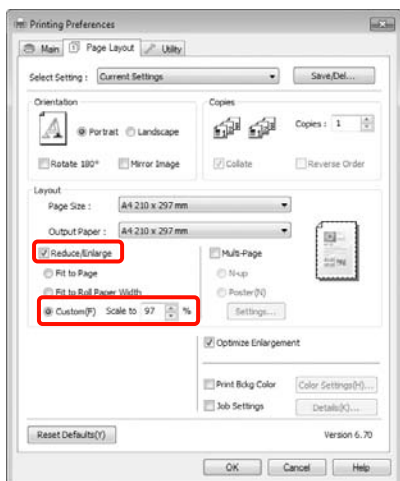 Printing Preferences
Main Page Layout Utility
Select Setting : Current Settings Save/Del...
Orientation Copies
Portrait Landscape Copies : 1
Rotate 180° Mirror Image Collate Reverse Order
Layout
Page Size : A4 210 x 297 mm
Output Paper : A4 210 x 297 mm
Reduce/Enlarge Multi-Page
Fit to Page N-up
Fit to Roll Paper Width Poster(N)
Custom(F) Scale to 97 % Settings...
Optimize Enlargement
Print Bckg Color Color Settings(H)...
Job Settings Details(K)...
Reset Defaults(Y) Version 6.70
OK Cancel Help